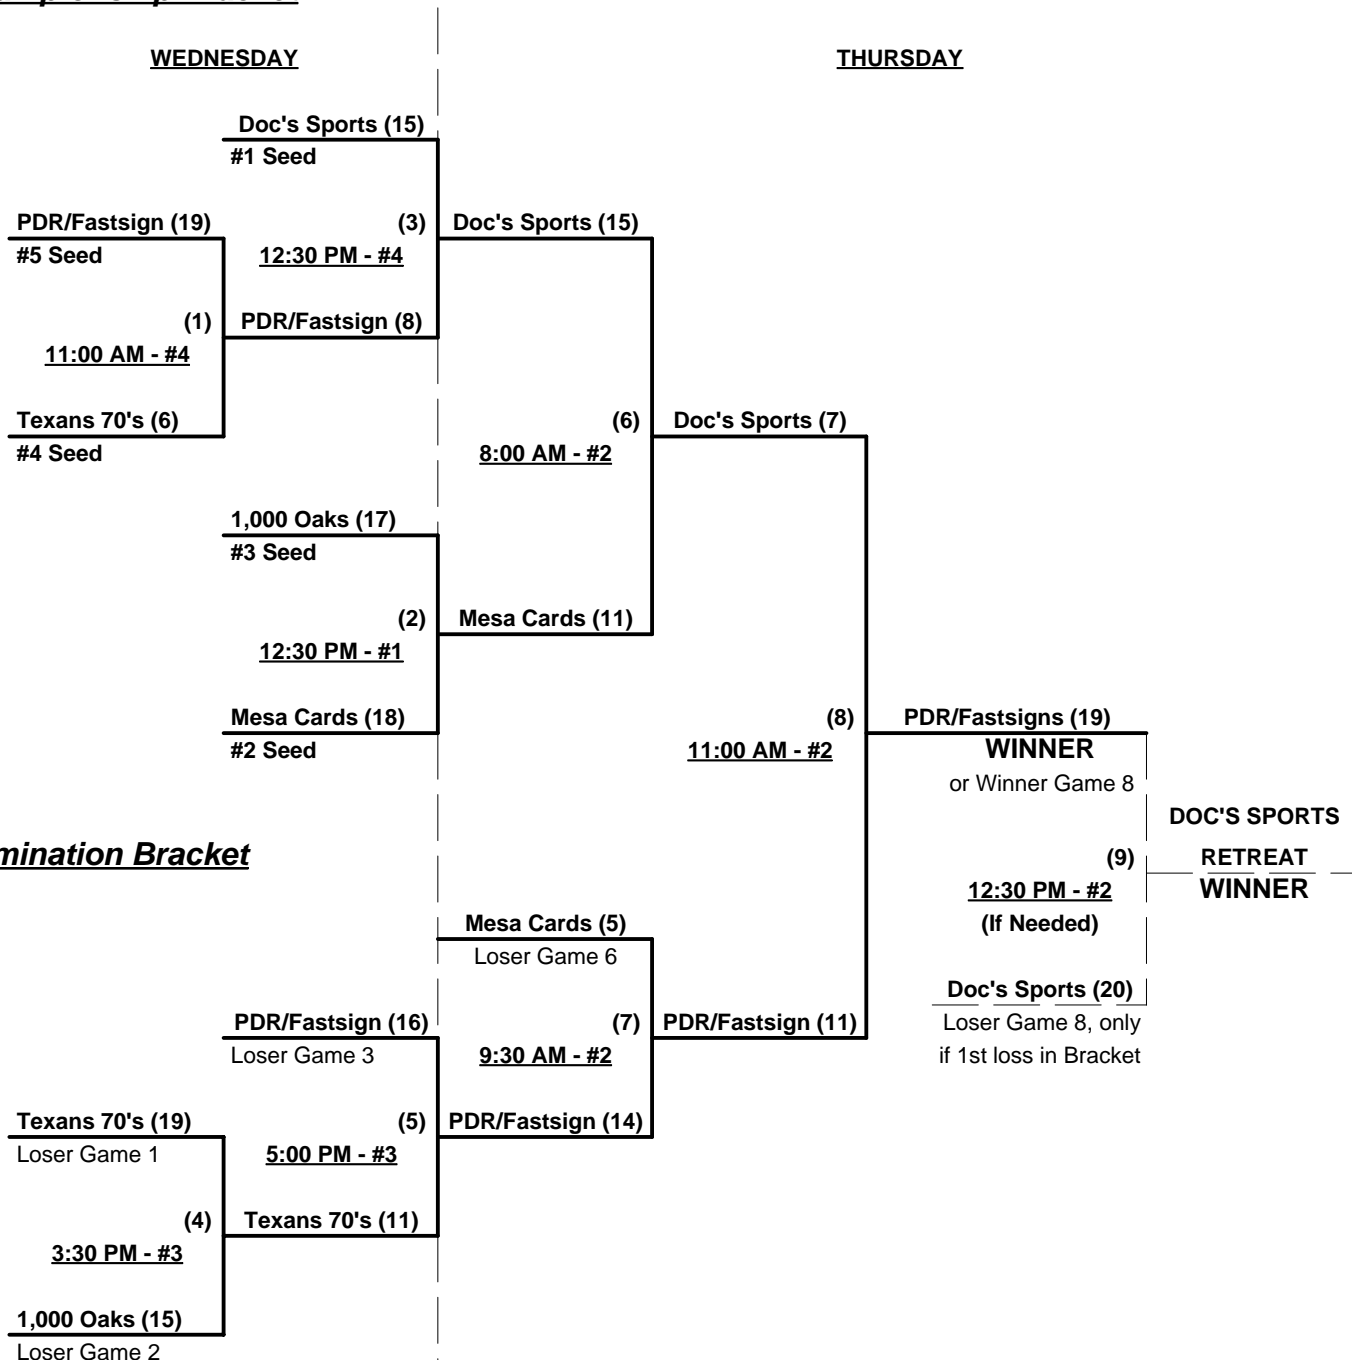 WEDNESDAY
THURSDAY
Doc's Sports (15)
#1 Seed
PDR/Fastsign (19)
(3)
Doc's Sports (15)
#5 Seed
12:30 PM - #4
(1)
PDR/Fastsign (8)
11:00 AM - #4
Texans 70's (6)
(6)
Doc's Sports (7)
#4 Seed
8:00 AM - #2
1,000 Oaks (17)
#3 Seed
(2)
Mesa Cards (11)
12:30 PM - #1
Mesa Cards (18)
(8)
PDR/Fastsigns (19)
#2 Seed
11:00 AM - #2
WINNER
or Winner Game 8
DOC'S SPORTS
mination Bracket
(9)
RETREAT
12:30 PM - #2
WINNER
Mesa Cards (5)
(If Needed)
Loser Game 6
Doc's Sports (20)
PDR/Fastsign (16)
(7)
PDR/Fastsign (11)
Loser Game 8, only
Loser Game 3
9:30 AM - #2
if 1st loss in Bracket
Texans 70's (19)
(5)
PDR/Fastsign (14)
Loser Game 1
5:00 PM - #3
(4)
Texans 70's (11)
3:30 PM - #3
1,000 Oaks (15)
Loser Game 2